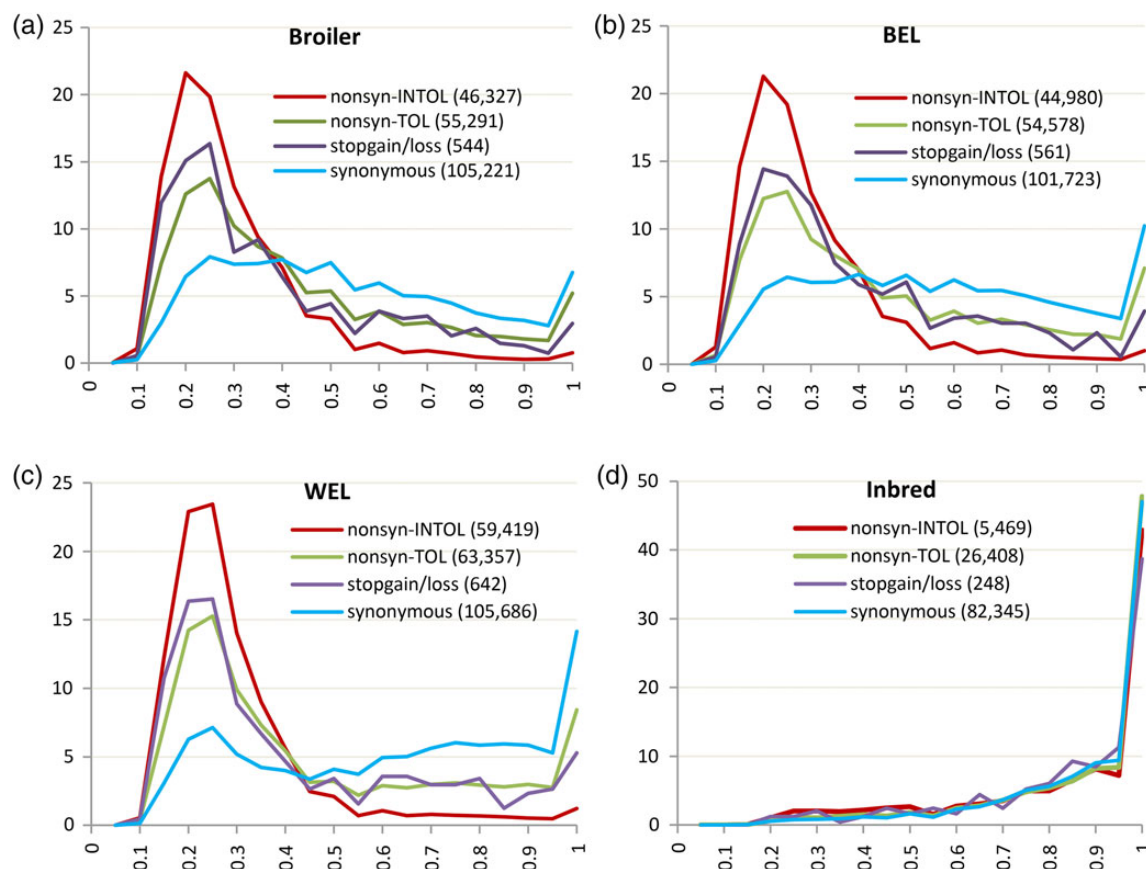 (a)
Broiler
25
20
15
10
5
0
nonsyn-INTOL (46,327)
nonsyn-TOL (55,291)
stopgain/loss (544)
synonymous (105,221)
0
0.1
0.2
0.3
0.4
0.5
0.6
0.7
0.8
0.9
1
(b)
BEL
25
20
15
10
5
0
nonsyn-INTOL (44,980)
nonsyn-TOL (54,578)
stopgain/loss (561)
synonymous (101,723)
0
0.1
0.2
0.3
0.4
0.5
0.6
0.7
0.8
0.9
1
(c)
WEL
25
20
15
10
5
0
nonsyn-INTOL (59,419)
nonsyn-TOL (63,357)
stopgain/loss (642)
synonymous (105,686)
0
0.1
0.2
0.3
0.4
0.5
0.6
0.7
0.8
0.9
1
(d)
Inbred
50
40
30
20
10
0
nonsyn-INTOL (5,469)
nonsyn-TOL (26,408)
stopgain/loss (248)
synonymous (82,345)
0
0.1
0.2
0.3
0.4
0.5
0.6
0.7
0.8
0.9
1